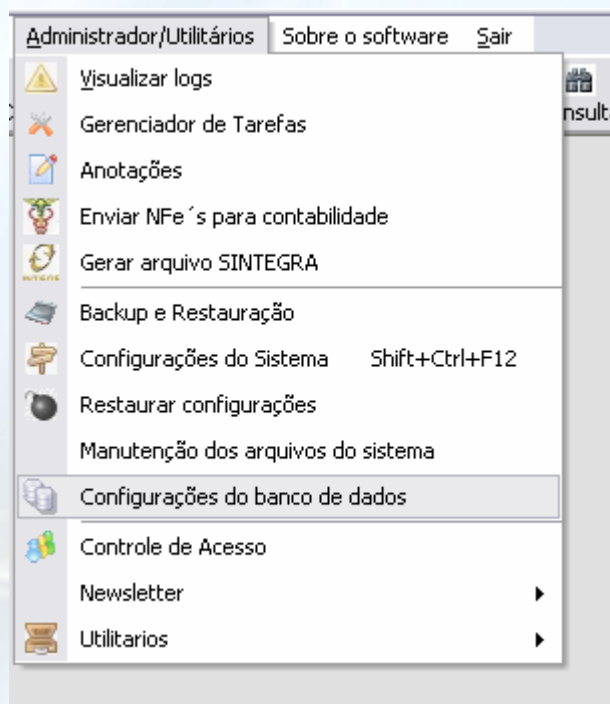 Administrador/Utilitários Sobre o software Sair
Visualizar logs
nsult
Gerenciador de Tarefas
Anotações
Enviar NFe´s para contabilidade
Gerar arquivo SINTEGRA
Backup e Restauração
Configurações do Sistema Shift+Ctrl+F12
Restaurar configurações
Manutenção dos arquivos do sistema
Configurações do banco de dados
Controle de Acesso
Newsletter
Utilitarios